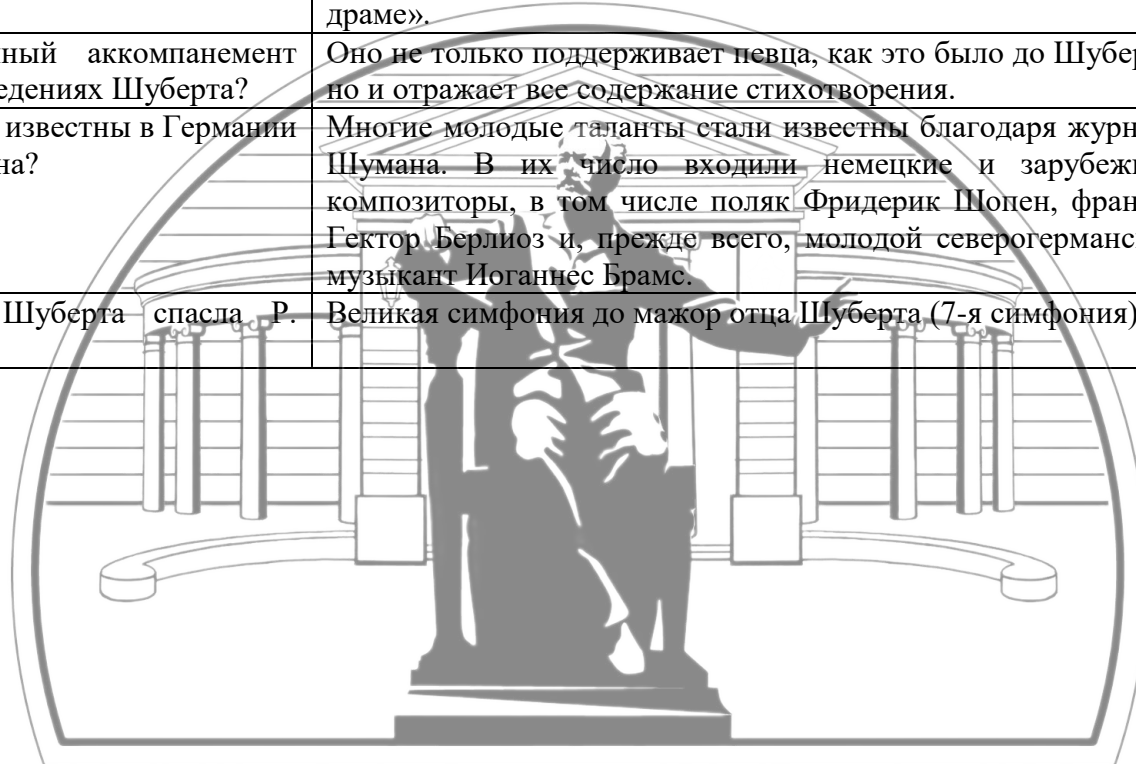 драме».
нный аккомпанемент
едениях Шуберта?
Оно не только поддерживает певца, как это было до Шубер
но и отражает все содержание стихотворения.
известны в Германии
на?
Многие молодые таланты стали известны благодаря журн
Шумана. В их число входили немецкие и зарубежн
композиторы, в том числе поляк Фридерик Шопен, фран
Гектор Берлиоз и, прежде всего, молодой северогерманс
музыкант Иоганнес Брамс.
Шуберта спасла Р.
Великая симфония до мажор отца Шуберта (7-я симфония)